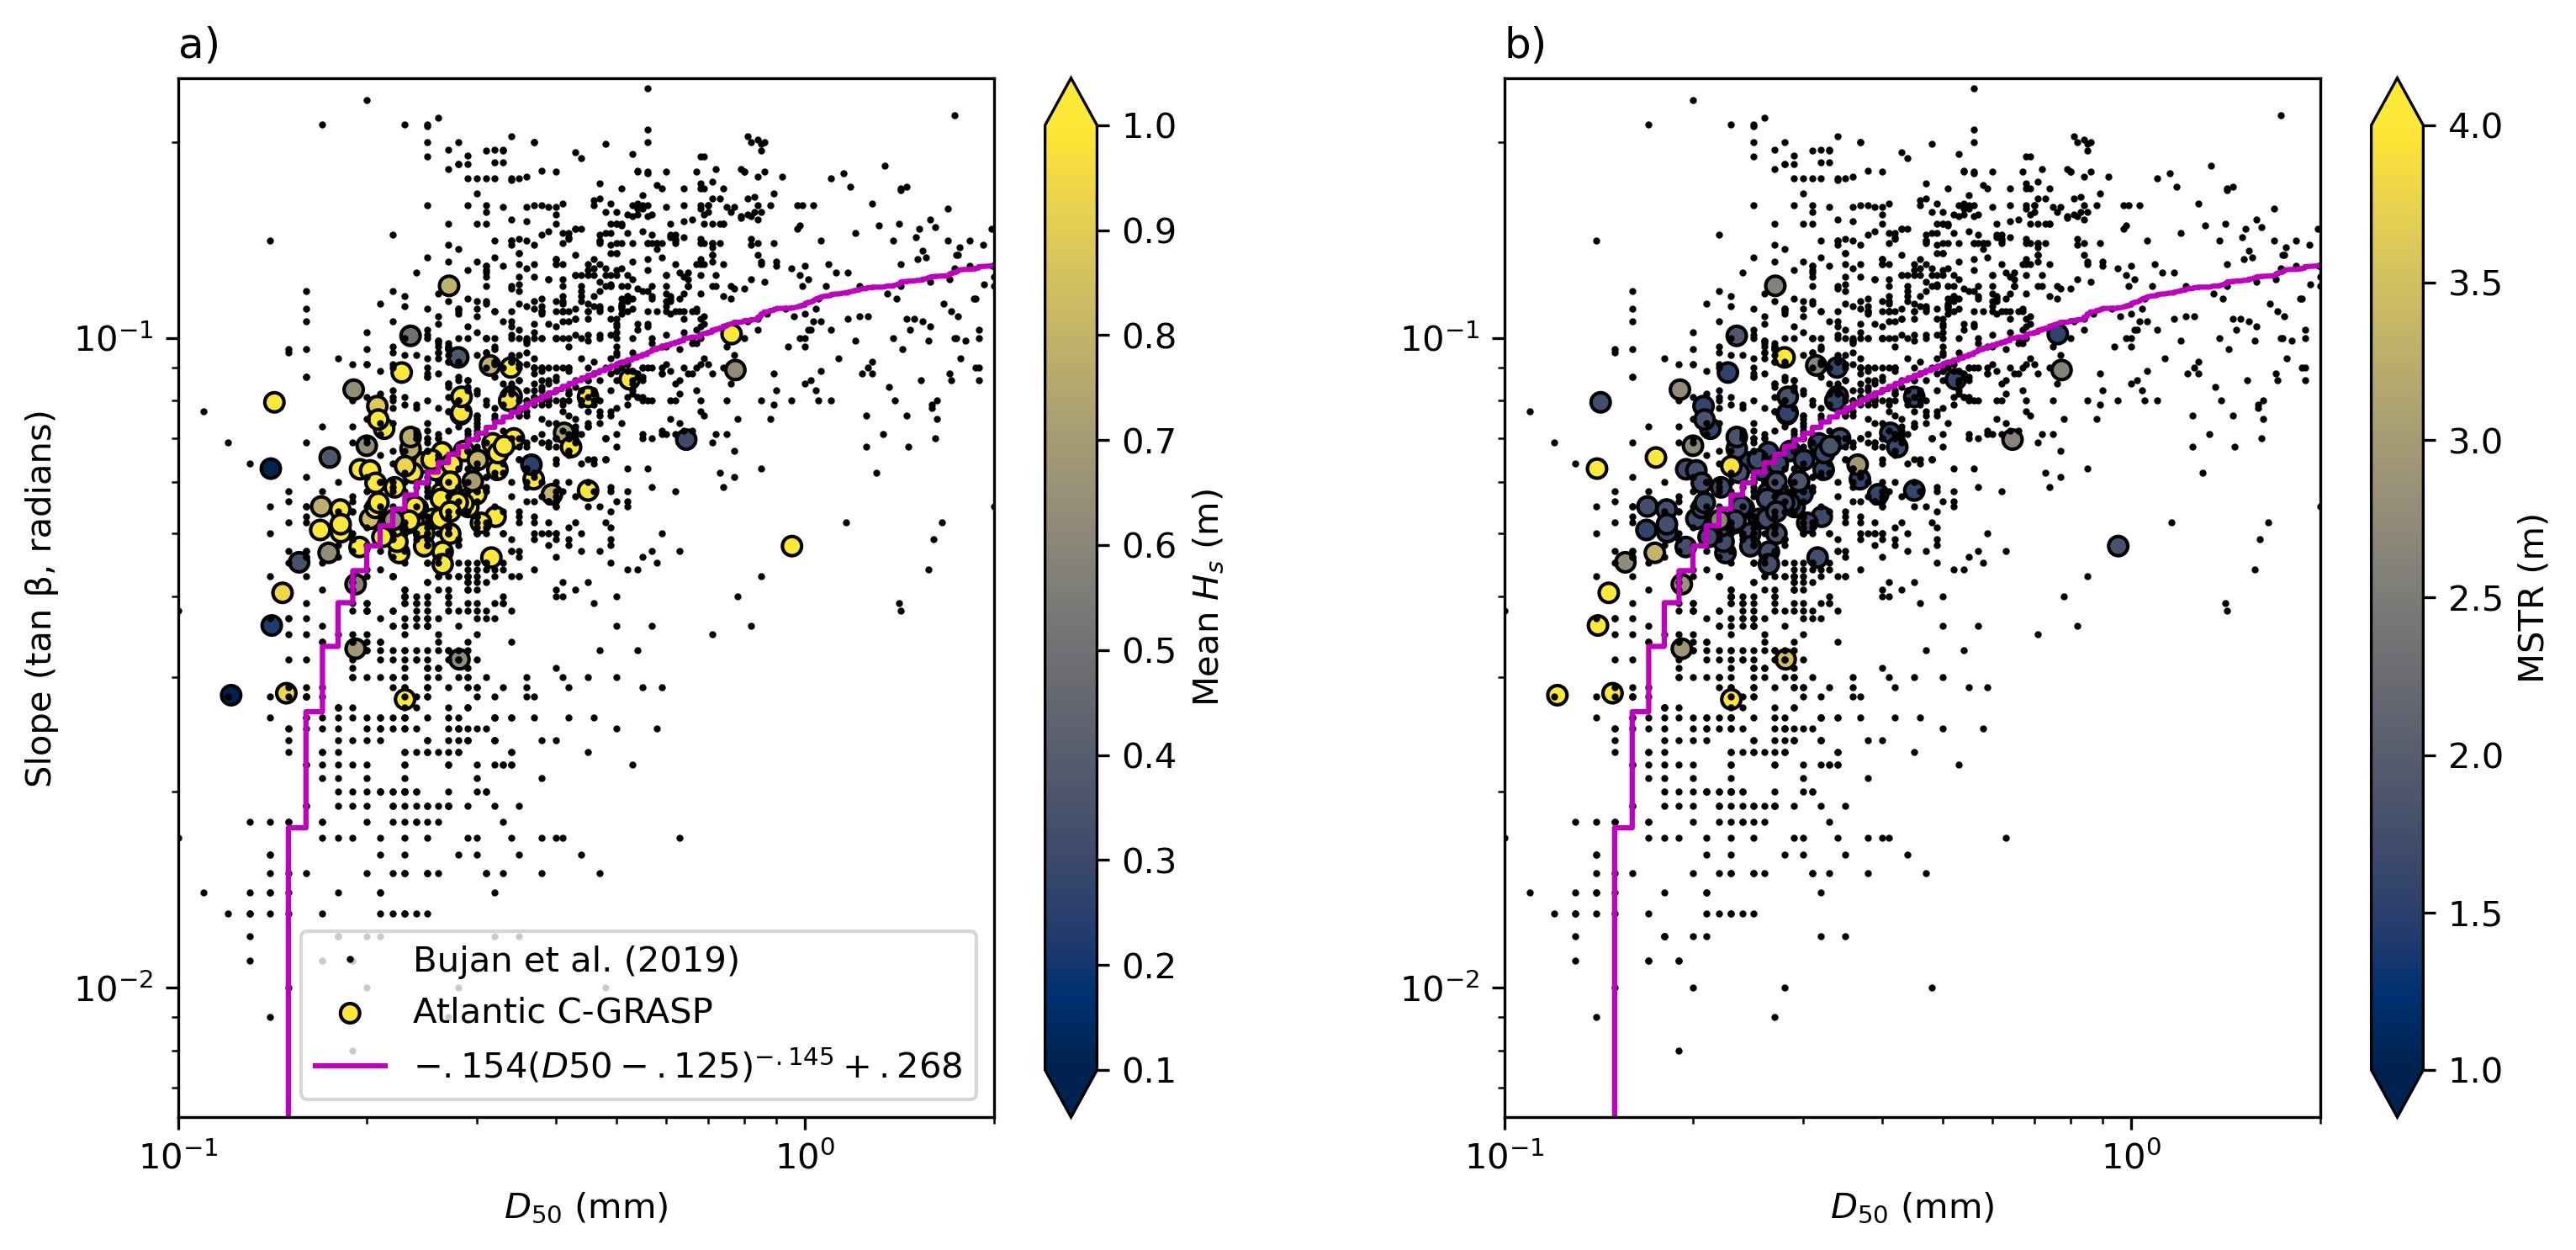 a)
Slope (tan β, radians)
10⁻¹
10⁻²
10⁻¹
10⁰
D₅₀ (mm)
Bujan et al. (2019)
Atlantic C-GRASP
−.154(D50 − .125)⁻·¹⁴⁵ + .268
1.0
0.9
0.8
0.7
0.6
0.5
0.4
0.3
0.2
0.1
Mean Hₛ (m)
b)
10⁻¹
10⁻²
10⁻¹
10⁰
D₅₀ (mm)
4.0
3.5
3.0
2.5
2.0
1.5
1.0
MSTR (m)